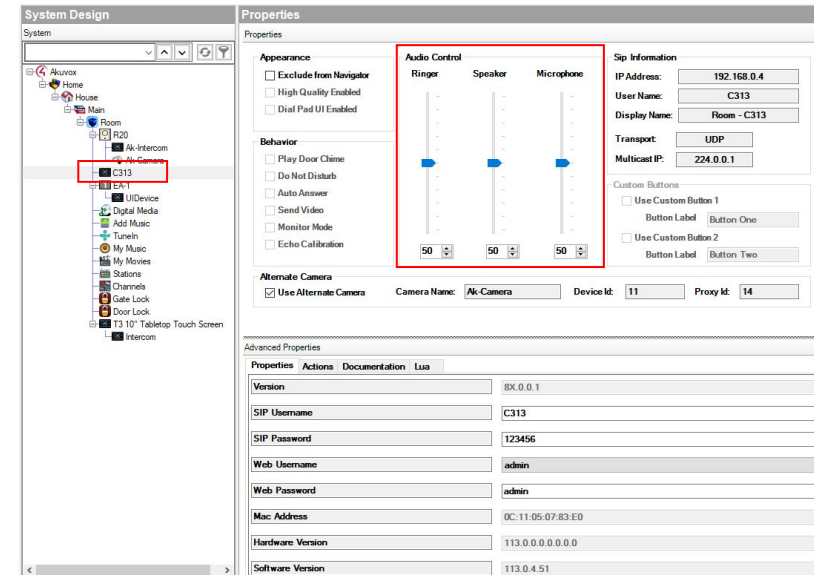 System Design
System
Akuvox
Home
House
Main
Room
R20
Ak-Intercom
Ak-Camera
C313
EA-1
UIDevice
Digital Media
Add Music
TuneIn
My Music
My Movies
Stations
Channels
Gate Lock
Door Lock
T3 10" Tabletop Touch Screen
Intercom
Properties
Properties
Appearance
Exclude from Navigator
High Quality Enabled
Dial Pad UI Enabled
Behavior
Play Door Chime
Do Not Disturb
Auto Answer
Send Video
Monitor Mode
Echo Calibration
Audio Control
Ringer Speaker Microphone
50 50 50
Sip Information
IP Address: 192.168.0.4
User Name: C313
Display Name: Room - C313
Transport: UDP
Multicast IP: 224.0.0.1
Custom Buttons
Use Custom Button 1
Button Label Button One
Use Custom Button 2
Button Label Button Two
Alternate Camera
Use Alternate Camera Camera Name: Ak-Camera Device Id: 11 Proxy Id: 14
Advanced Properties
Properties Actions Documentation Lua
Version 8X.0.0.1
SIP Username C313
SIP Password 123456
Web Username admin
Web Password admin
Mac Address 0C:11:05:07:83:E0
Hardware Version 113.0.0.0.0.0.0
Software Version 113.0.4.51